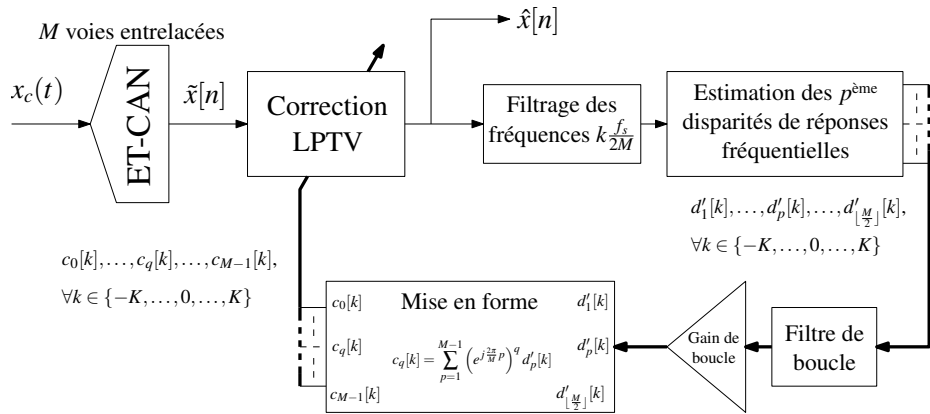 M voies entrelacées
x_c(t)
ET-CAN
x̃[n]
Correction
LPTV
x̂[n]
Filtrage des
fréquences k f_s/2M
Estimation des p^ème
disparités de réponses
fréquentielles
d′_1[k],…,d′_p[k],…,d′_⌊M/2⌋[k],
∀k ∈ {−K,…,0,…,K}
c_0[k],…,c_q[k],…,c_{M−1}[k],
∀k ∈ {−K,…,0,…,K}
Mise en forme
c_0[k]
d′_1[k]
c_q[k]
c_q[k] = ∑_{p=1}^{M−1} (e^{j 2π/M p})^q d′_p[k]
d′_p[k]
c_{M−1}[k]
d′_⌊M/2⌋[k]
Gain de
boucle
Filtre de
boucle